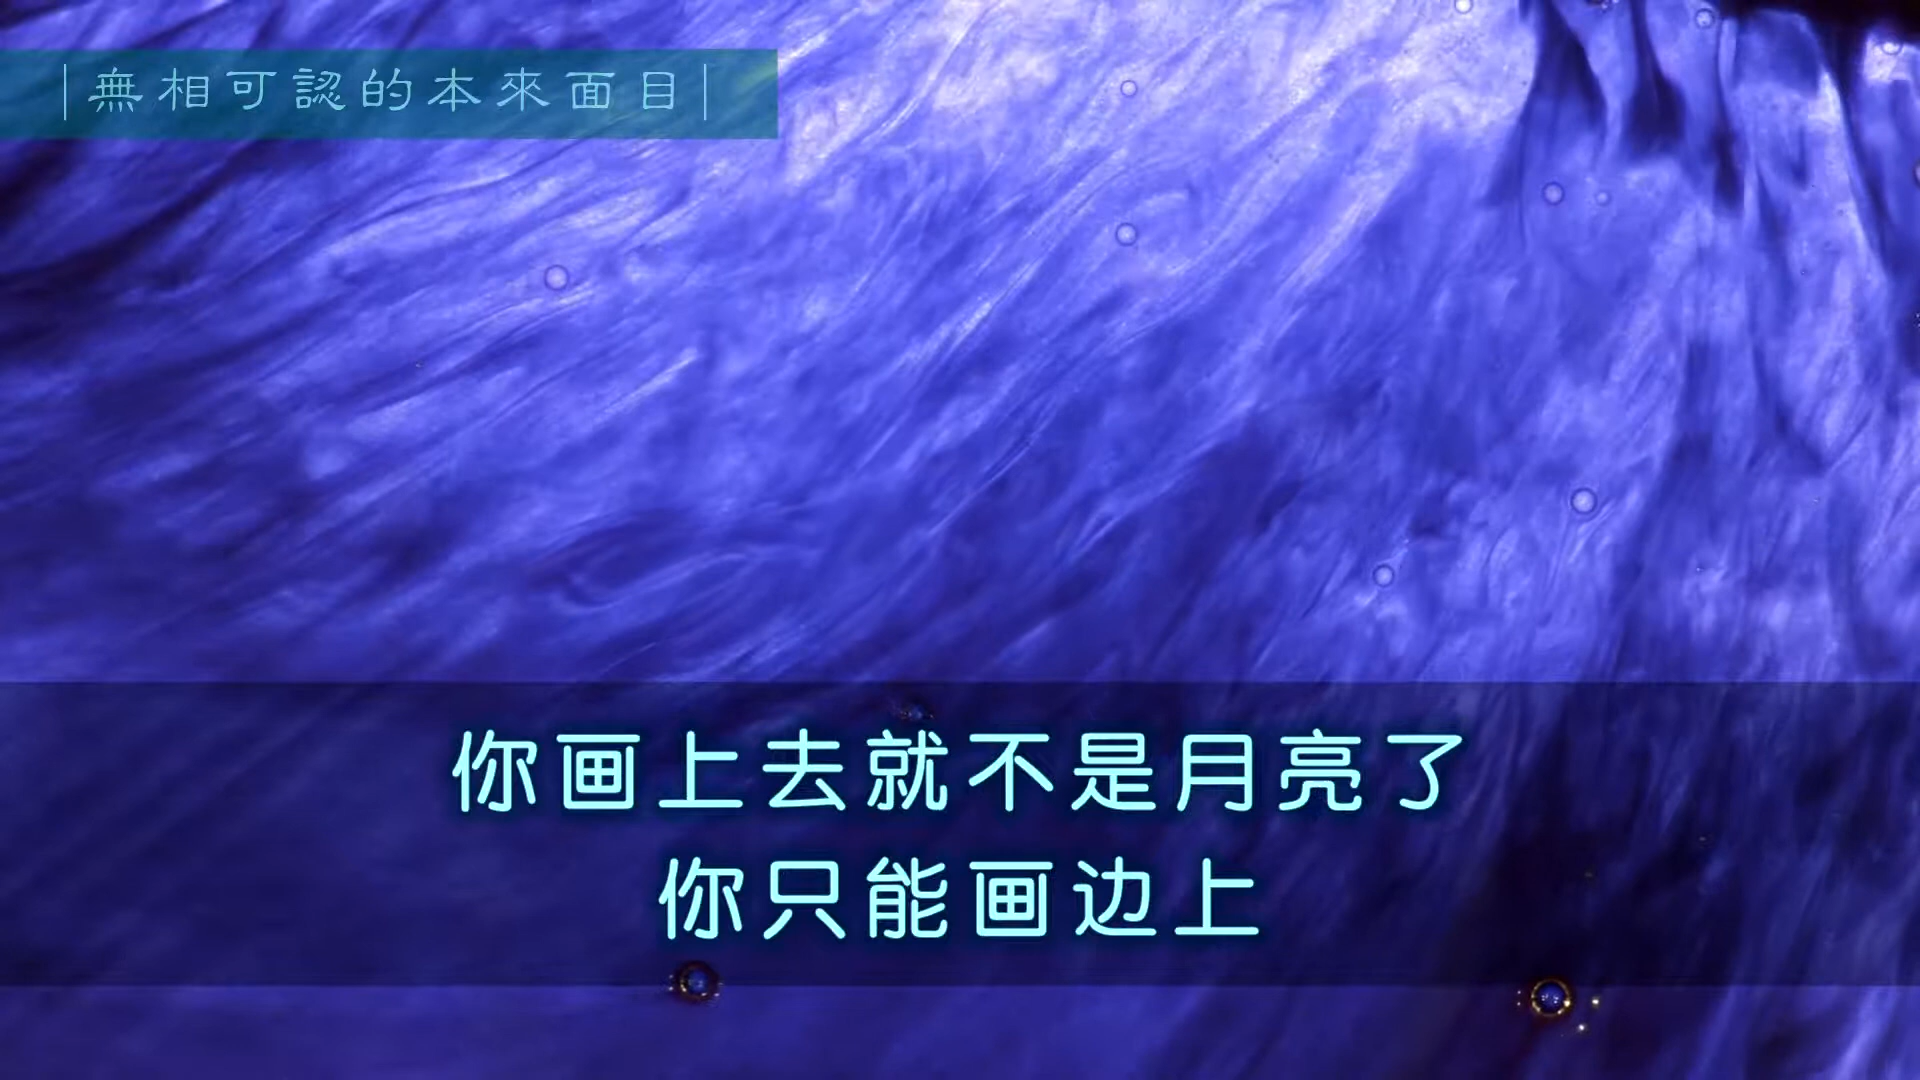 |無相可認的本來面目|
你画上去就不是月亮了
你只能画边上